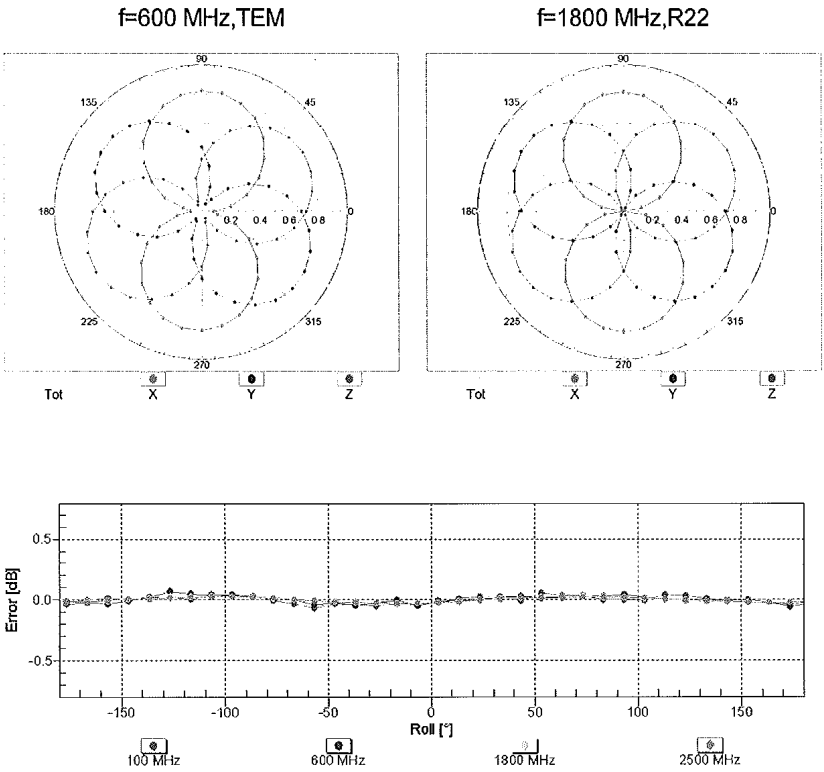 f=600 MHz,TEM
f=1800 MHz,R22
90
135
45
180
0.2 0.4 0.6 0.8
0
225
315
270
Tot X Y Z
90
135
45
180
0.2 0.4 0.6 0.8
0
225
315
270
Tot X Y Z
0.5
0.0
-0.5
Error [dB]
-150 -100 -50 0 50 100 150
Roll [°]
100 MHz 600 MHz 1800 MHz 2500 MHz